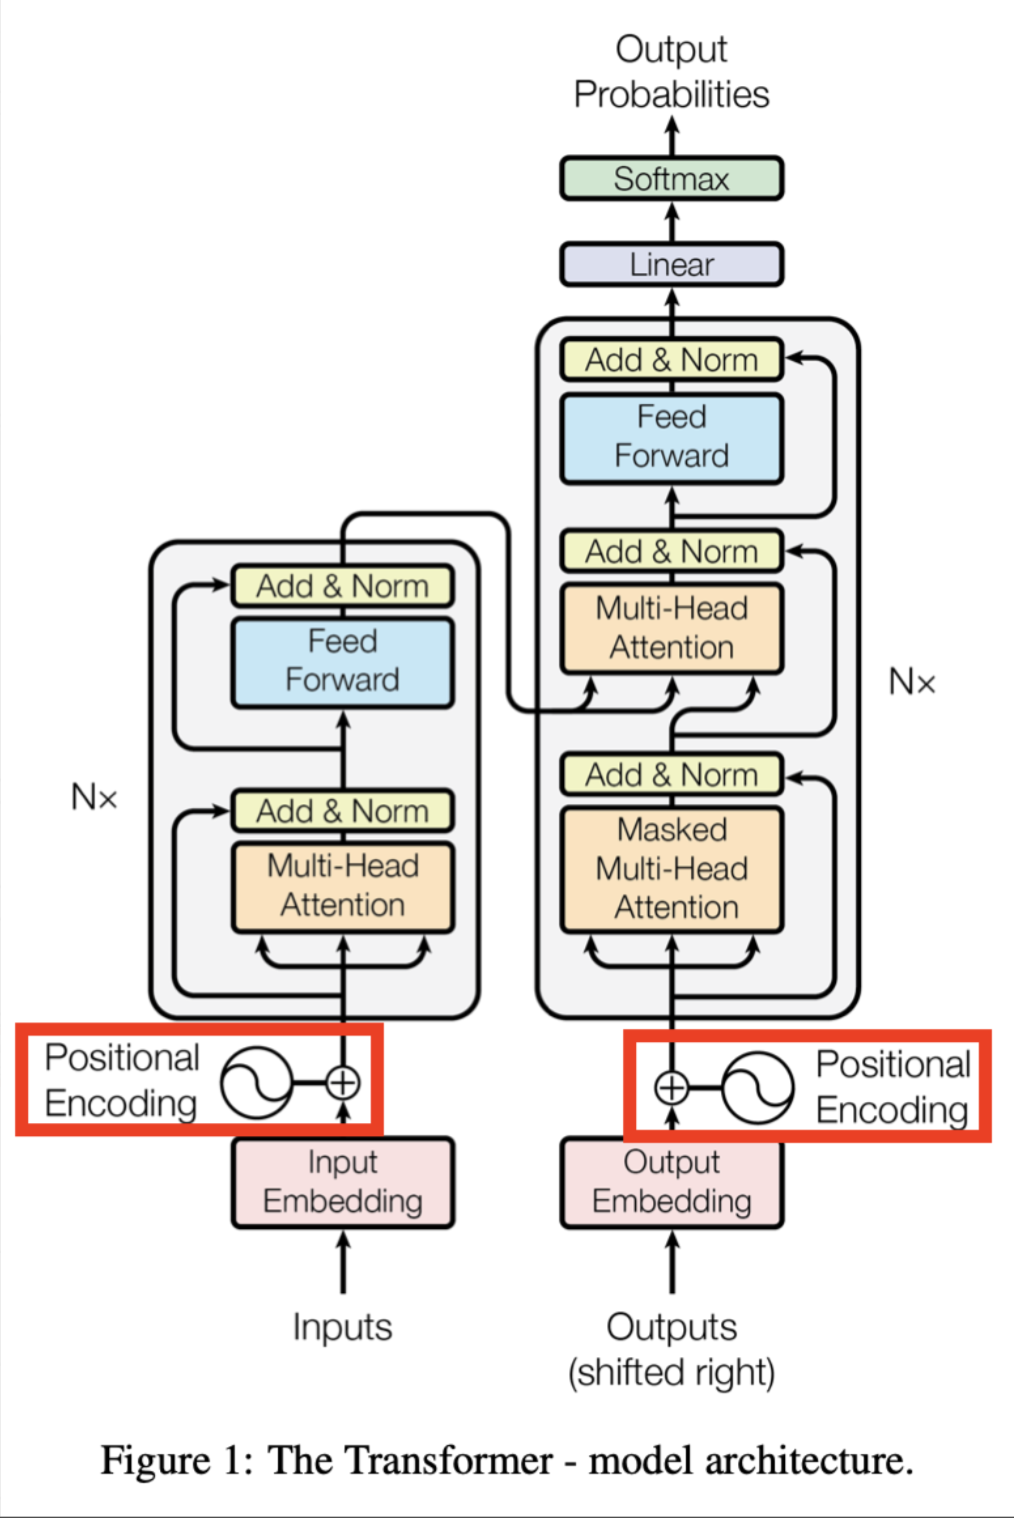 Output
Probabilities
Softmax
Linear
Add & Norm
Feed
Forward
Add & Norm
Multi-Head
Attention
Add & Norm
Masked
Multi-Head
Attention
N×
Add & Norm
Feed
Forward
Add & Norm
Multi-Head
Attention
N×
Positional
Encoding
Positional
Encoding
Input
Embedding
Output
Embedding
Inputs
Outputs
(shifted right)
Figure 1: The Transformer - model architecture.